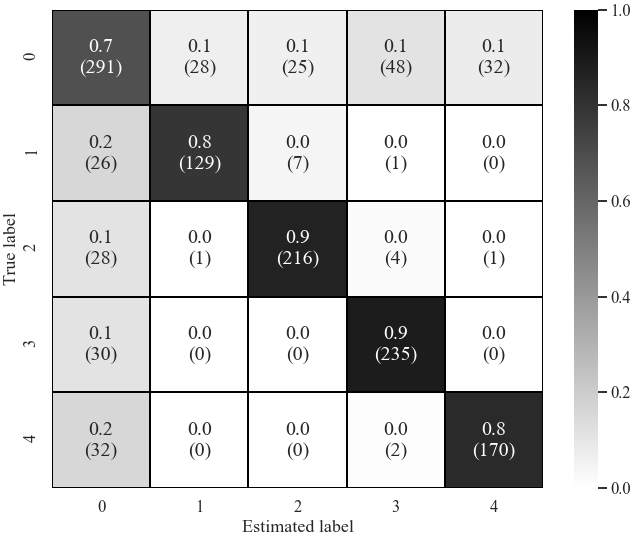 0.7 0.1 0.1 0.1 0.1
0 (291) (28) (25) (48) (32)
0.2 0.8 0.0 0.0 0.0
1 (26) (129) (7) (1) (0)
0.1 0.0 0.9 0.0 0.0
2 (28) (1) (216) (4) (1)
0.1 0.0 0.0 0.9 0.0
3 (30) (0) (0) (235) (0)
0.2 0.0 0.0 0.0 0.8
4 (32) (0) (0) (2) (170)
True label
0 1 2 3 4
Estimated label
1.0
0.8
0.6
0.4
0.2
0.0